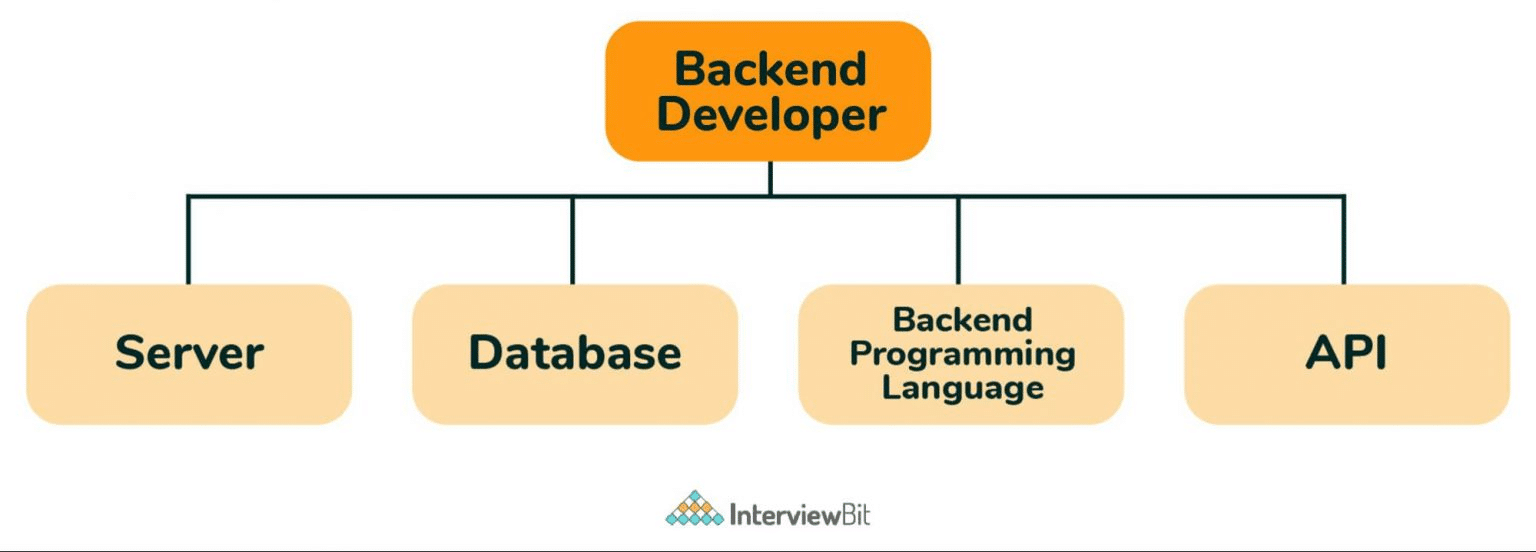 Backend
Developer
Server
Database
Backend
Programming
Language
API
InterviewBit